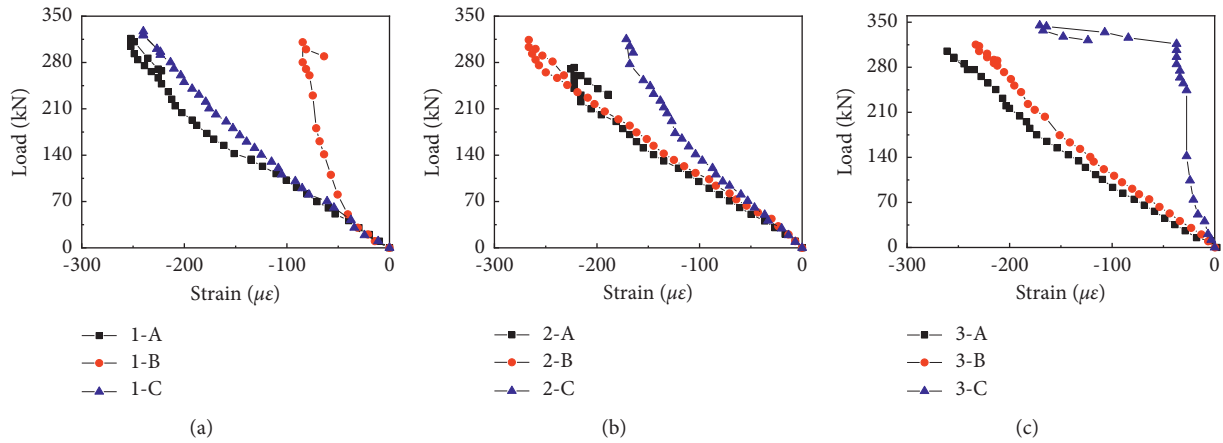 350
280
210
140
70
0
Load (kN)
-300 -200 -100 0
Strain (με)
1-A
1-B
1-C
(a)
350
280
210
140
70
0
Load (kN)
-300 -200 -100 0
Strain (με)
2-A
2-B
2-C
(b)
350
280
210
140
70
0
Load (kN)
-300 -200 -100 0
Strain (με)
3-A
3-B
3-C
(c)